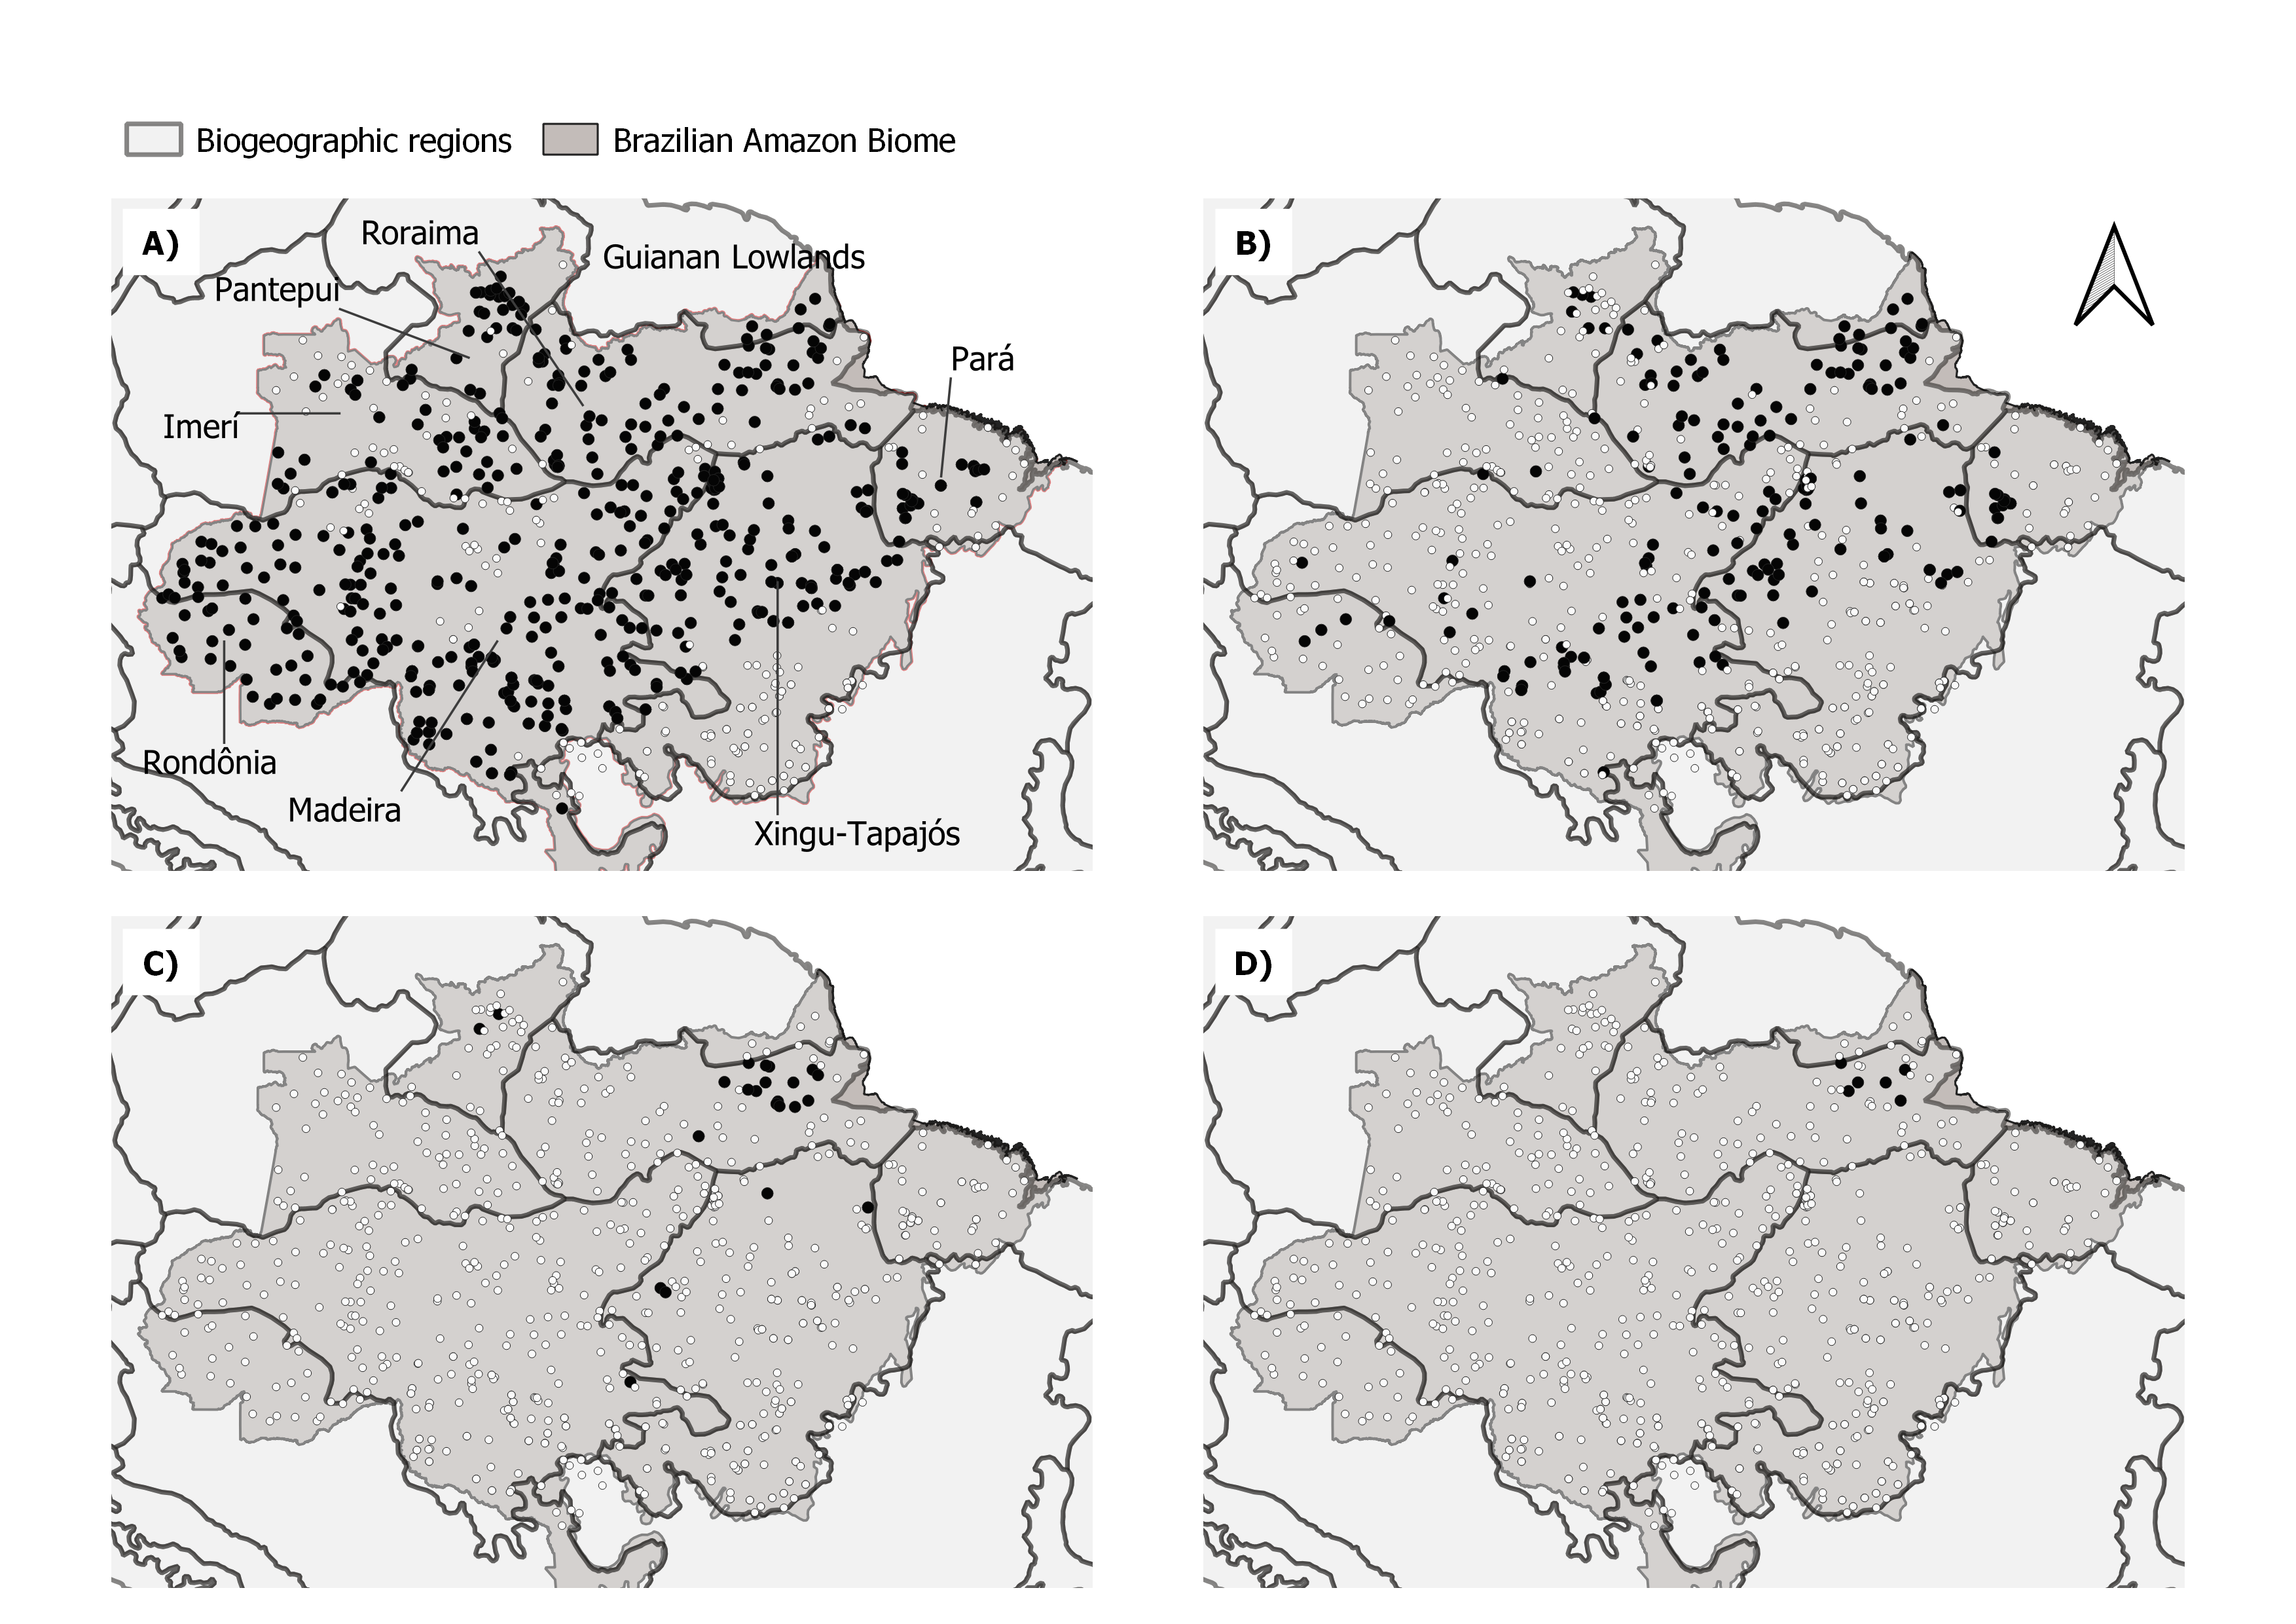 Biogeographic regions
Brazilian Amazon Biome
A)
Roraima
Guianan Lowlands
Pantepui
Pará
Imerí
Rondônia
Madeira
Xingu-Tapajós
B)
C)
D)